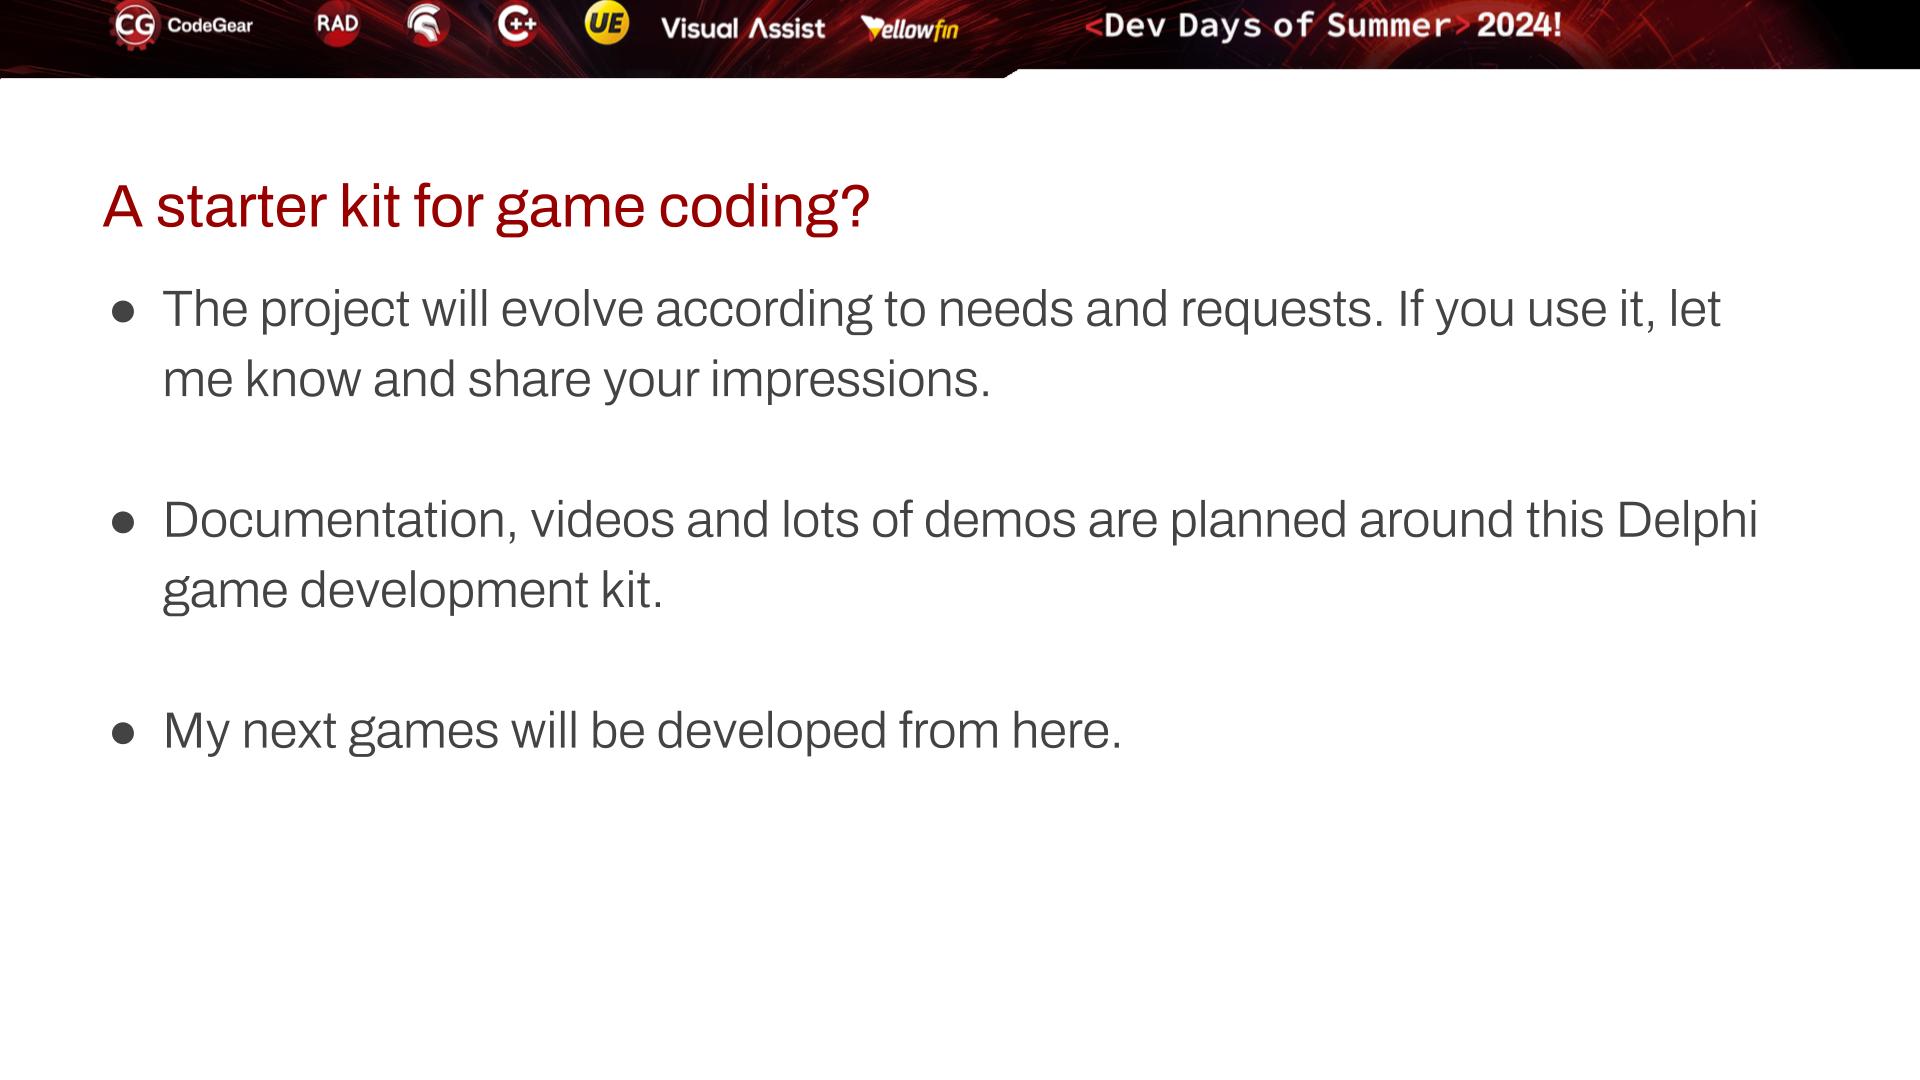 CG CodeGear RAD C++ UE Visual Assist Yellowfin <Dev Days of Summer> 2024!
A starter kit for game coding?
● The project will evolve according to needs and requests. If you use it, let
me know and share your impressions.
● Documentation, videos and lots of demos are planned around this Delphi
game development kit.
● My next games will be developed from here.